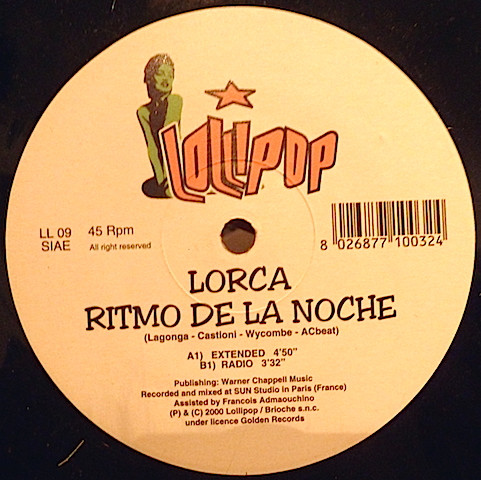 LOLLIPOP
LL 09 45 Rpm
SIAE All right reserved
8 026877 100324
LORCA
RITMO DE LA NOCHE
(Lagonga - Castioni - Wycombe - ACbeat)
A1) EXTENDED 4'50"
B1) RADIO 3'32"
Publishing: Warner Chappell Music
Recorded and mixed at SUN Studio in Paris (France)
Assisted by Francois Admaouchino
(P) & (C) 2000 Lollipop / Brioche s.n.c.
under licence Golden Records